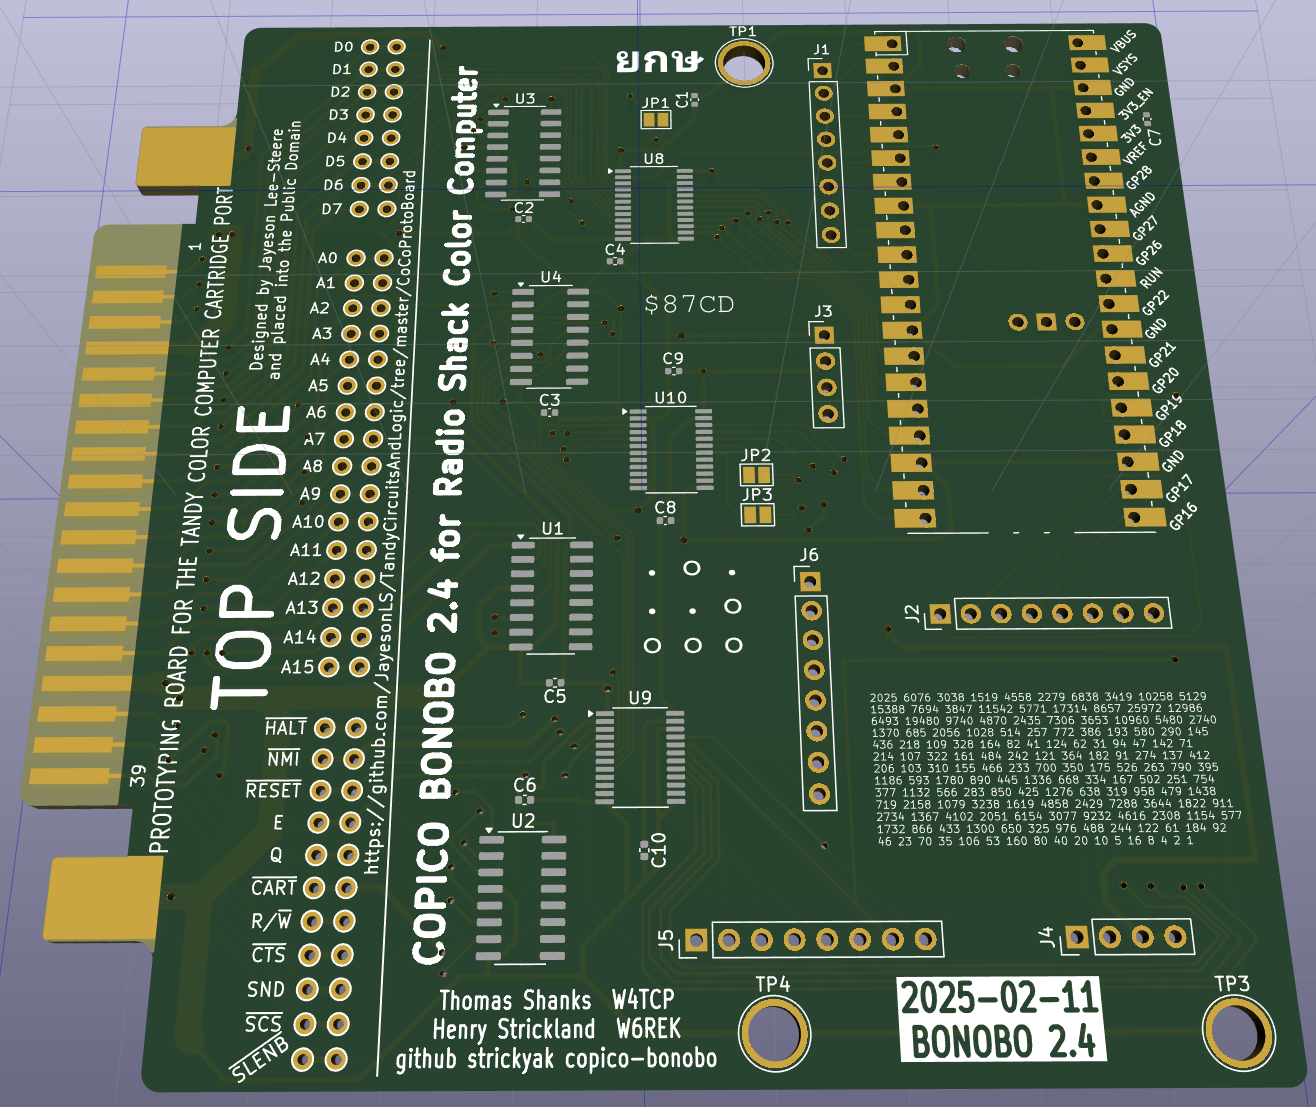 D0
D1
D2
D3
D4
D5
D6
D7
A0
A1
A2
A3
A4
A5
A6
A7
A8
A9
A10
A11
A12
A13
A14
A15
HALT
NMI
RESET
E
Q
CART
R/W
CTS
SND
SCS
SLENB
1
39
PROTOTYPING BOARD FOR THE TANDY COLOR COMPUTER CARTRIDGE PORT
TOP SIDE
Designed by Jayeson Lee-Steere
and placed into the Public Domain
https://github.com/JayesonLS/TandyCircuitsAndLogic/tree/master/CoCoProtoBoard
COPICO BONOBO 2.4 for Radio Shack Color Computer
ยกษ
TP1
U3
JP1
C1
J1
U8
C2
C4
U4
$87CD
J3
C9
C3
U10
JP2
JP3
C8
U1
J6
J2
C5
U9
C6
U2
C10
J5
J4
VBUS
VSYS
GND
3V3_EN
3V3
C7
VREF
GP28
AGND
GP27
GP26
RUN
GP22
GND
GP21
GP20
GP19
GP18
GND
GP17
GP16
2025 6076 3038 1519 4558 2279 6838 3419 10258 5129
15388 7694 3847 11542 5771 17314 8657 25972 12986
6493 19480 9740 4870 2435 7306 3653 10960 5480 2740
1370 685 2056 1028 514 257 772 386 193 580 290 145
436 218 109 328 164 82 41 124 62 31 94 47 142 71
214 107 322 161 484 242 121 364 182 91 274 137 412
206 103 310 155 466 233 700 350 175 526 263 790 395
1186 593 1780 890 445 1336 668 334 167 502 251 754
377 1132 566 283 850 425 1276 638 319 958 479 1438
719 2158 1079 3238 1619 4858 2429 7288 3644 1822 911
2734 1367 4102 2051 6154 3077 9232 4616 2308 1154 577
1732 866 433 1300 650 325 976 488 244 122 61 184 92
46 23 70 35 106 53 160 80 40 20 10 5 16 8 4 2 1
Thomas Shanks W4TCP
Henry Strickland W6REK
github strickyak copico-bonobo
TP4
TP3
2025-02-11
BONOBO 2.4